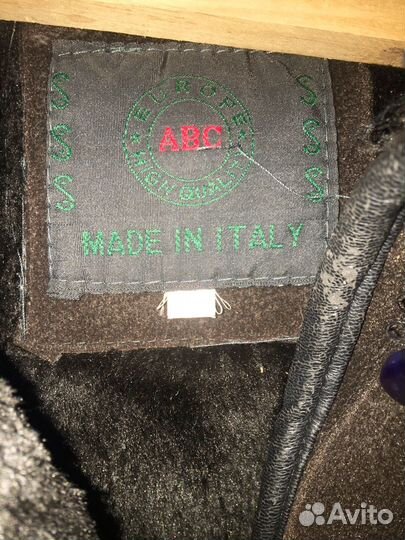 EUROPE
ABC
HIGH QUALITY
MADE IN ITALY
S S
S S
S S
Avito